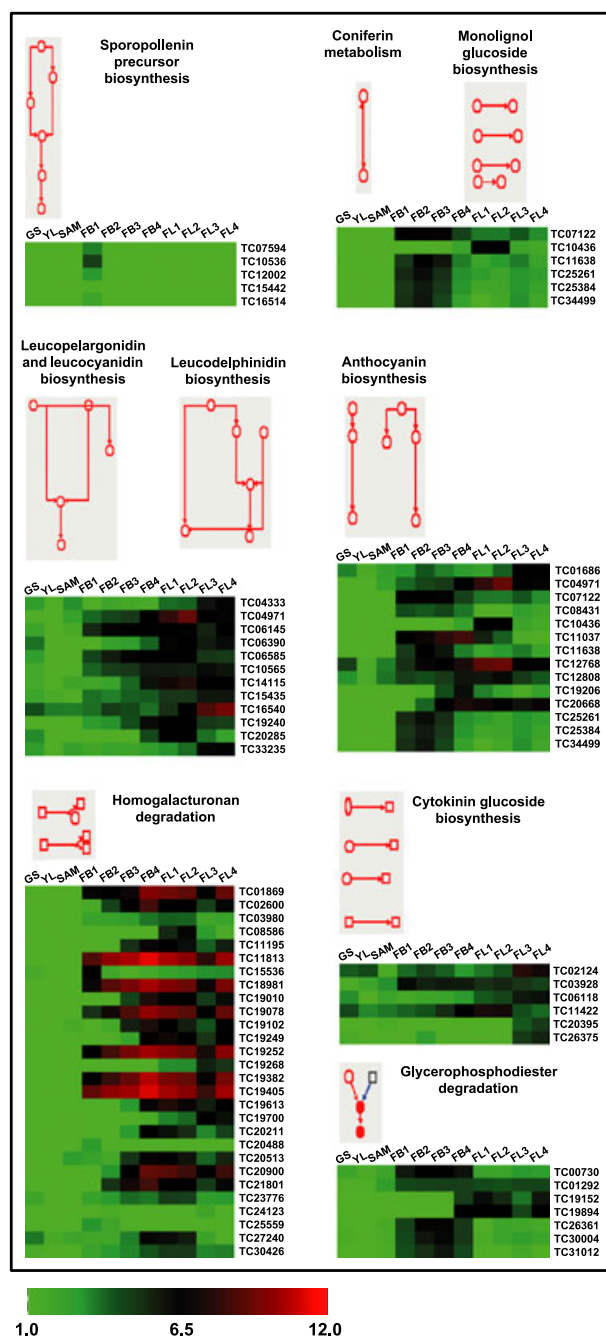 Sporopollenin
precursor
biosynthesis
Coniferin
metabolism
Monolignol
glucoside
biosynthesis
GS YL SAM FB1 FB2 FB3 FB4 FL1 FL2 FL3 FL4
TC07594
TC10536
TC12002
TC15442
TC16514
GS YL SAM FB1 FB2 FB3 FB4 FL1 FL2 FL3 FL4
TC07122
TC10436
TC11638
TC25261
TC25384
TC34499
Leucopelargonidin
and leucocyanidin
biosynthesis
Leucodelphinidin
biosynthesis
Anthocyanin
biosynthesis
GS YL SAM FB1 FB2 FB3 FB4 FL1 FL2 FL3 FL4
TC04333
TC04971
TC06145
TC06390
TC06585
TC10565
TC14115
TC15435
TC16540
TC19240
TC20285
TC33235
GS YL SAM FB1 FB2 FB3 FB4 FL1 FL2 FL3 FL4
TC01686
TC04971
TC07122
TC08431
TC10436
TC11037
TC11638
TC12768
TC12808
TC19206
TC20668
TC25261
TC25384
TC34499
Homogalacturonan
degradation
GS YL SAM FB1 FB2 FB3 FB4 FL1 FL2 FL3 FL4
TC01869
TC02600
TC03980
TC08586
TC11195
TC11813
TC15536
TC18981
TC19010
TC19078
TC19102
TC19249
TC19252
TC19268
TC19382
TC19405
TC19613
TC19700
TC20211
TC20488
TC20513
TC20900
TC21801
TC23776
TC24123
TC25559
TC27240
TC30426
Cytokinin glucoside
biosynthesis
GS YL SAM FB1 FB2 FB3 FB4 FL1 FL2 FL3 FL4
TC02124
TC03928
TC06118
TC11422
TC20395
TC26375
Glycerophosphodiester
degradation
GS YL SAM FB1 FB2 FB3 FB4 FL1 FL2 FL3 FL4
TC00730
TC01292
TC19152
TC19894
TC26361
TC30004
TC31012
1.0 6.5 12.0